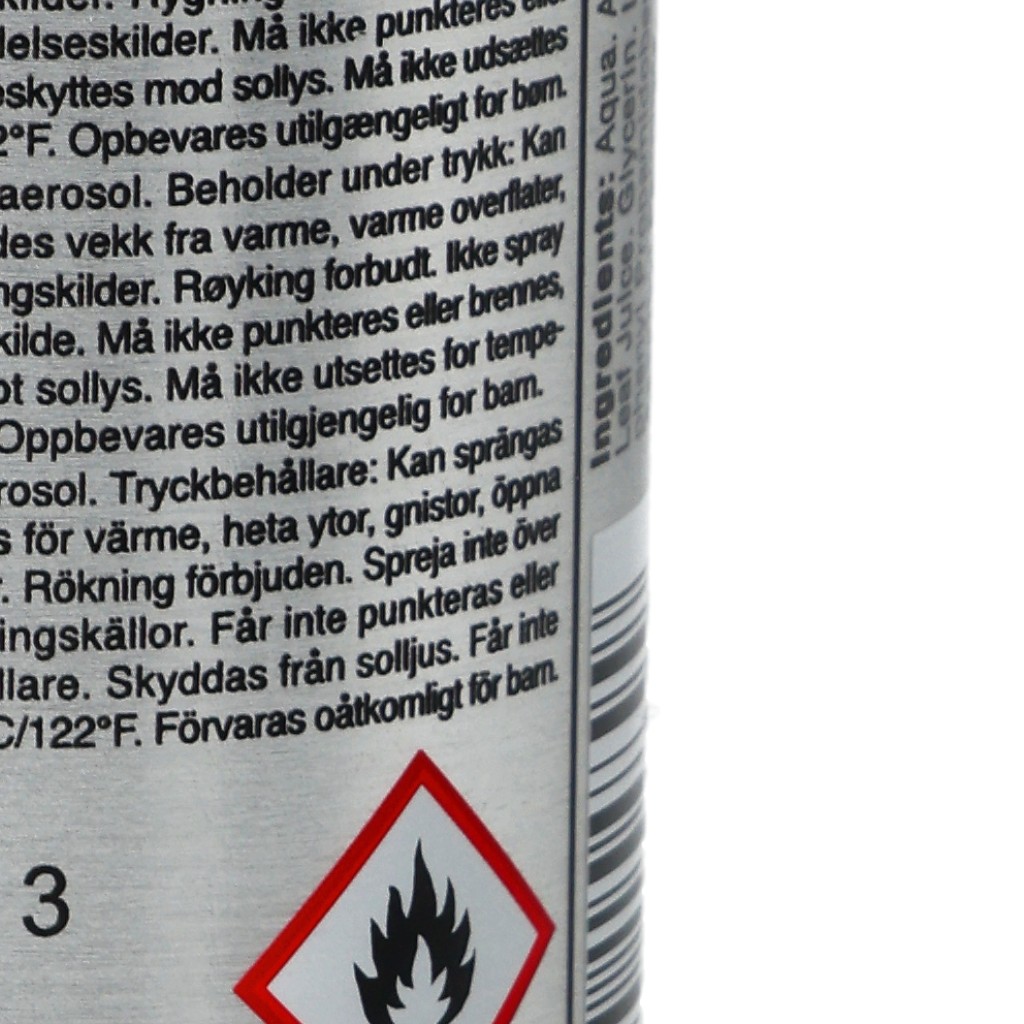 elseskilder. Må ikke punkteres
skyttes mod sollys. Må ikke udsættes
2°F. Opbevares utilgængeligt for børn.
aerosol. Beholder under trykk: Kan
des vekk fra varme, varme overflater,
ngskilder. Røyking forbudt. Ikke spray
kilde. Må ikke punkteres eller brennes,
ot sollys. Må ikke utsettes for tempe-
Oppbevares utilgjengelig for barn.
rosol. Tryckbehållare: Kan sprängas
s för värme, heta ytor, gnistor, öppna
r. Rökning förbjuden. Spreja inte över
ingskällor. Får inte punkteras eller
llare. Skyddas från solljus. Får inte
C/122°F. Förvaras oåtkomligt för barn.
3
Ingredients: Aqua.
Leaf Juice. Glycerin.